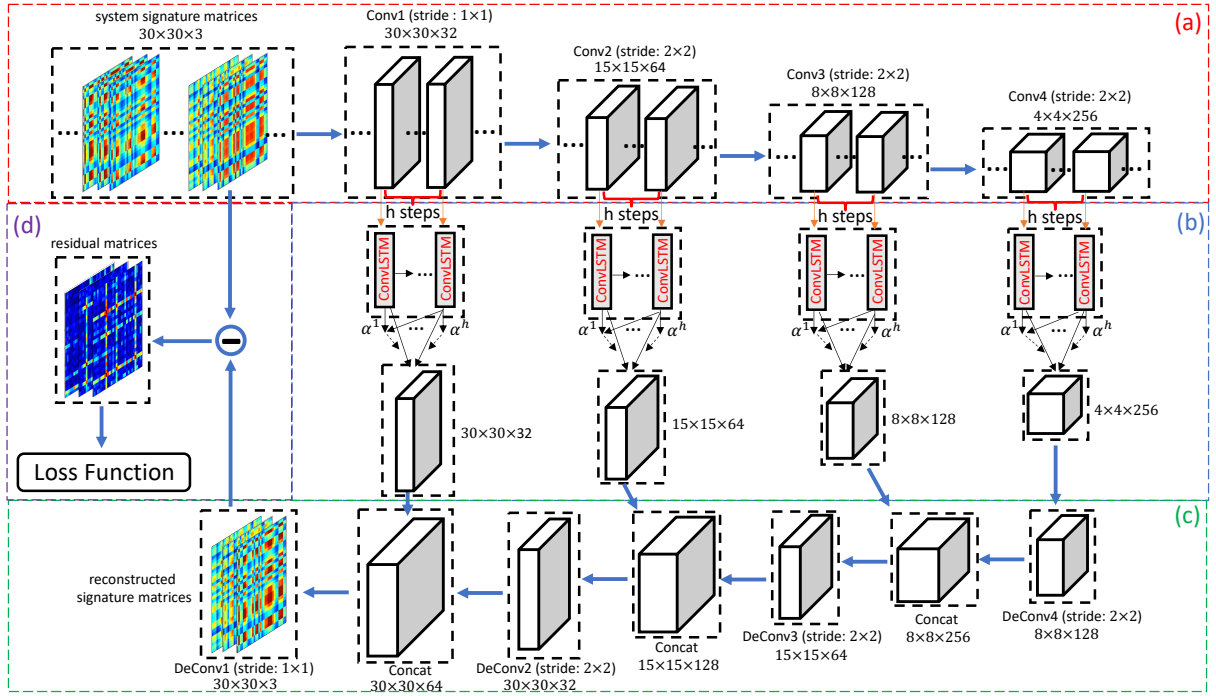 system signature matrices
30×30×3
Conv1 (stride : 1×1)
30×30×32
Conv2 (stride: 2×2)
15×15×64
Conv3 (stride: 2×2)
8×8×128
Conv4 (stride: 2×2)
4×4×256
(a)
h steps
h steps
h steps
h steps
(b)
ConvLSTM
...
ConvLSTM
ConvLSTM
...
ConvLSTM
ConvLSTM
...
ConvLSTM
ConvLSTM
...
ConvLSTM
α¹ ... αʰ
α¹ ... αʰ
α¹ ... αʰ
α¹ ... αʰ
30×30×32
15×15×64
8×8×128
4×4×256
(d)
residual matrices
Loss Function
(c)
reconstructed
signature matrices
DeConv1 (stride: 1×1)
30×30×3
Concat
30×30×64
DeConv2 (stride: 2×2)
30×30×32
Concat
15×15×128
DeConv3 (stride: 2×2)
15×15×64
Concat
8×8×256
DeConv4 (stride: 2×2)
8×8×128